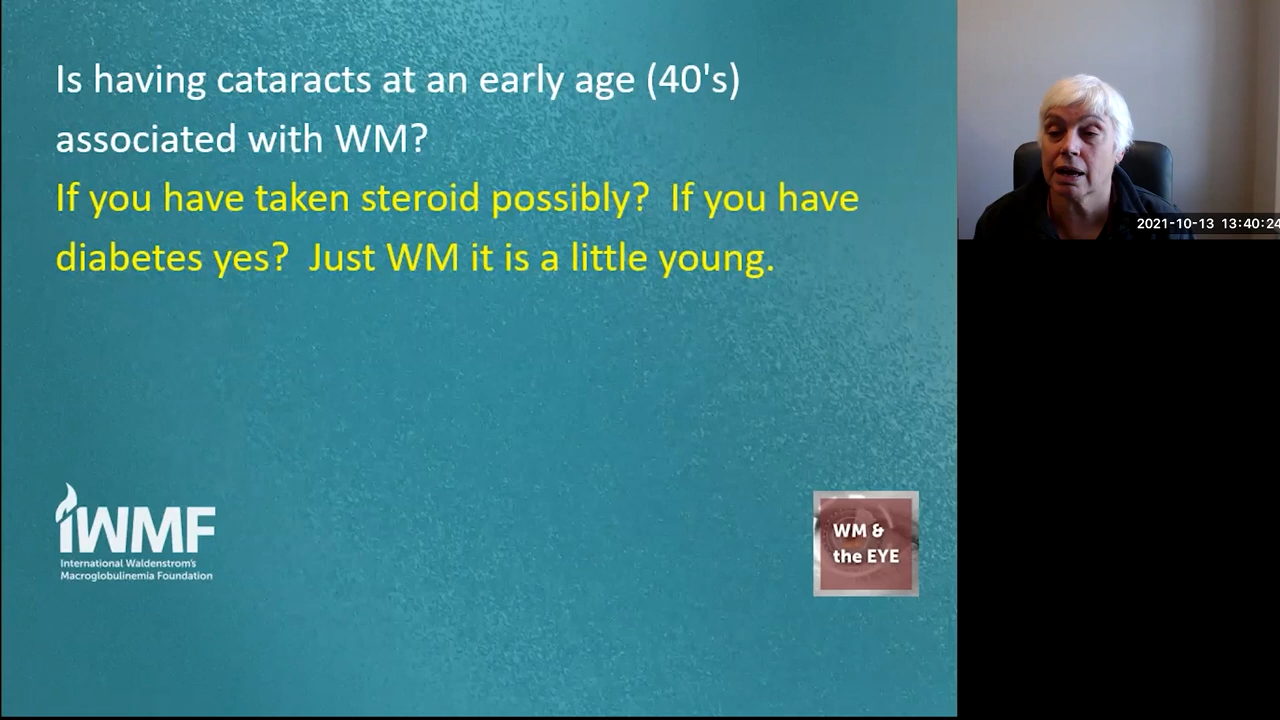 Is having cataracts at an early age (40's)
associated with WM?
If you have taken steroid possibly?  If you have
diabetes yes?  Just WM it is a little young.
2021-10-13 13:40:24
iWMF
International Waldenstrom's
Macroglobulinemia Foundation
WM &
the EYE